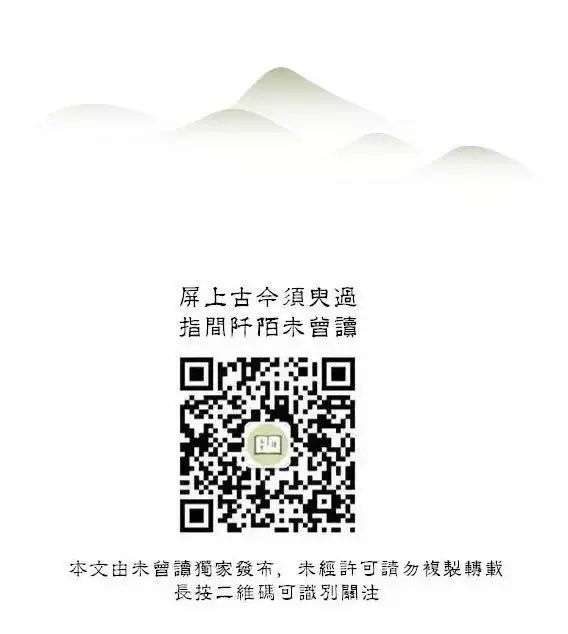 屏上古今須臾過
指間阡陌未曾讀
本文由未曾讀獨家發布，未經許可請勿複製轉載
長按二維碼可識別關注